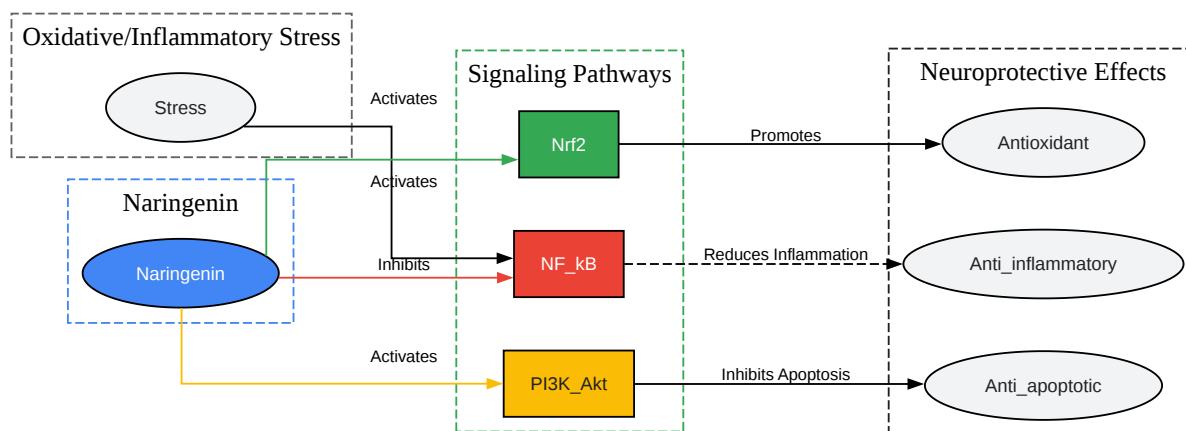 Oxidative/Inflammatory Stress
Stress
Naringenin
Naringenin
Activates
Activates
Inhibits
Activates
Signaling Pathways
Nrf2
NF_kB
PI3K_Akt
Promotes
Reduces Inflammation
Inhibits Apoptosis
Neuroprotective Effects
Antioxidant
Anti_inflammatory
Anti_apoptotic